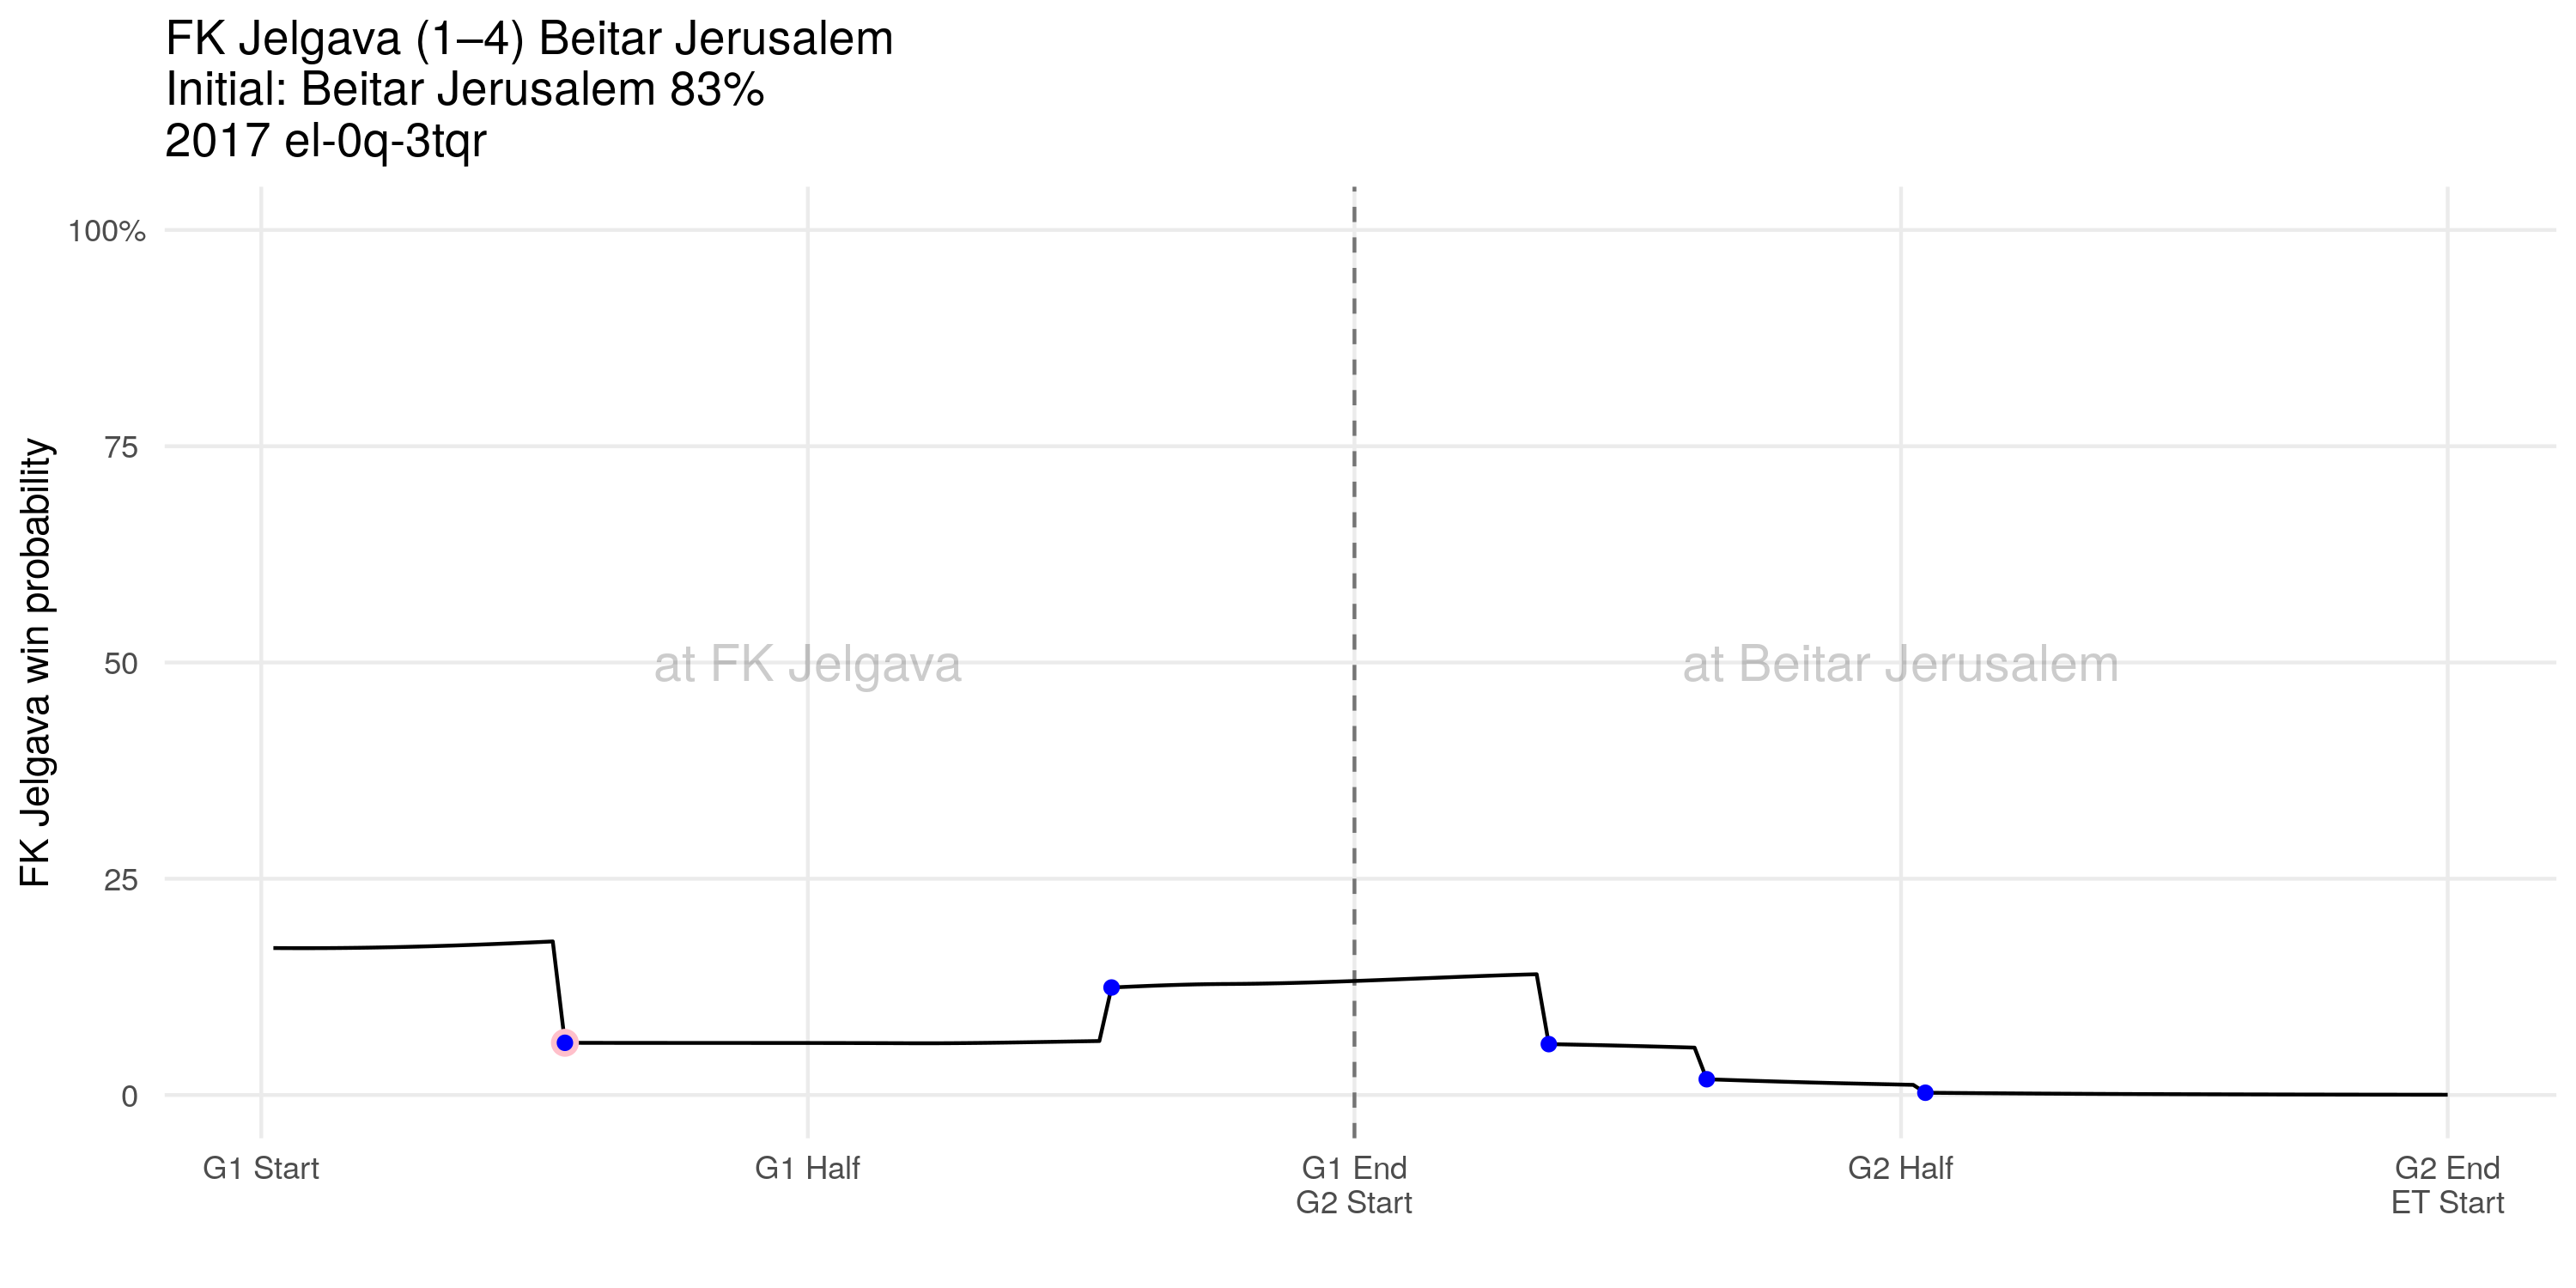 FK Jelgava (1–4) Beitar Jerusalem
Initial: Beitar Jerusalem 83%
2017 el-0q-3tqr
FK Jelgava win probability
100%
75
50
25
0
at FK Jelgava
at Beitar Jerusalem
G1 Start
G1 Half
G1 End
G2 Start
G2 Half
G2 End
ET Start